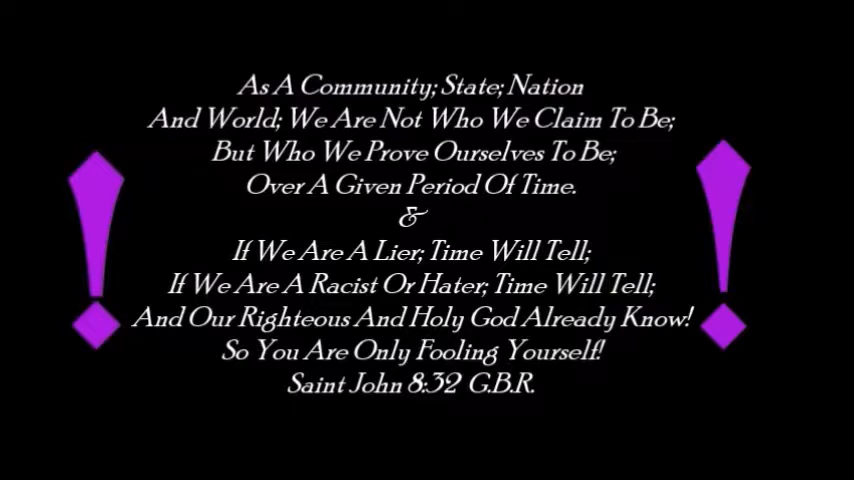 As A Community; State; Nation
And World; We Are Not Who We Claim To Be;
But Who We Prove Ourselves To Be;
Over A Given Period Of Time.
&
If We Are A Lier; Time Will Tell;
If We Are A Racist Or Hater; Time Will Tell;
And Our Righteous And Holy God Already Know!
So You Are Only Fooling Yourself!
Saint John 8:32 G.B.R.